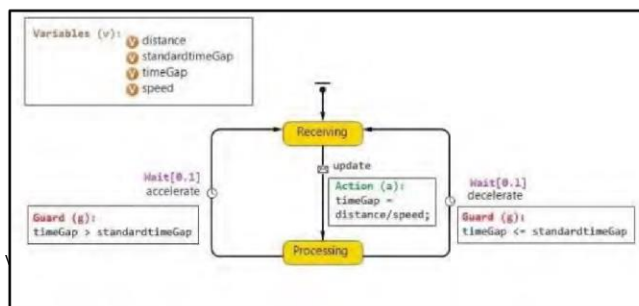 Variables (v):
V distance
V standardtimeGap
V timeGap
V speed
Receiving
update
Wait[0.1]
accelerate
Action (a):
timeGap =
distance/speed;
Wait[0.1]
decelerate
Guard (g):
timeGap > standardtimeGap
Guard (g):
timeGap <= standardtimeGap
Processing